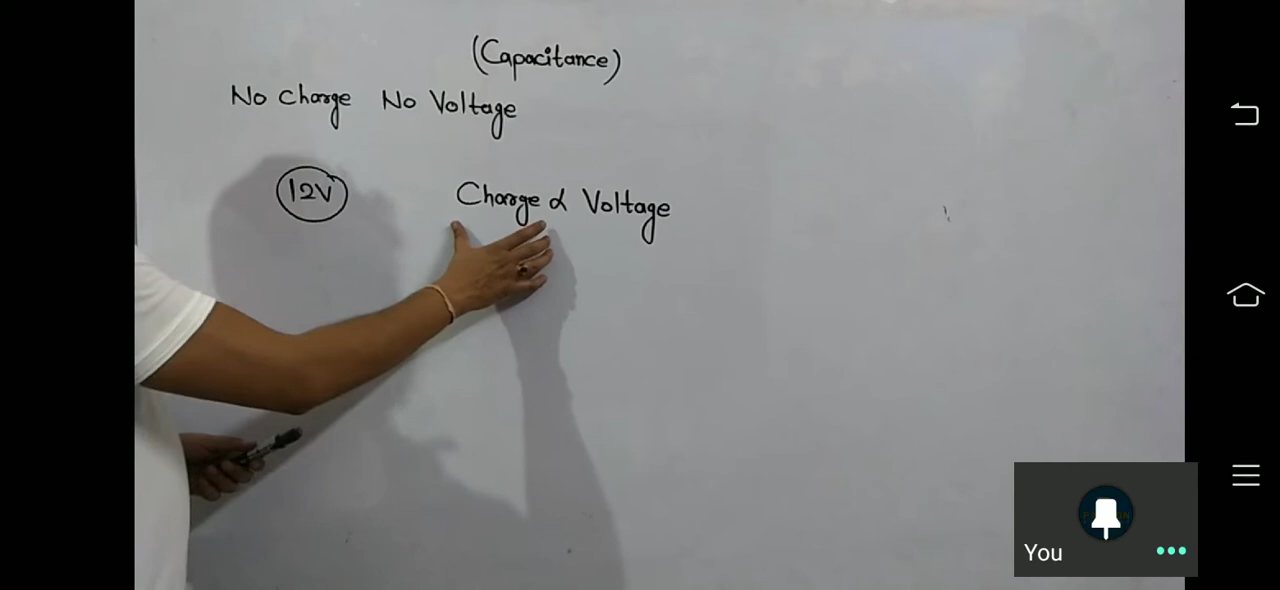 (Capacitance)
No Charge No Voltage
12V
Charge ∝ Voltage
You